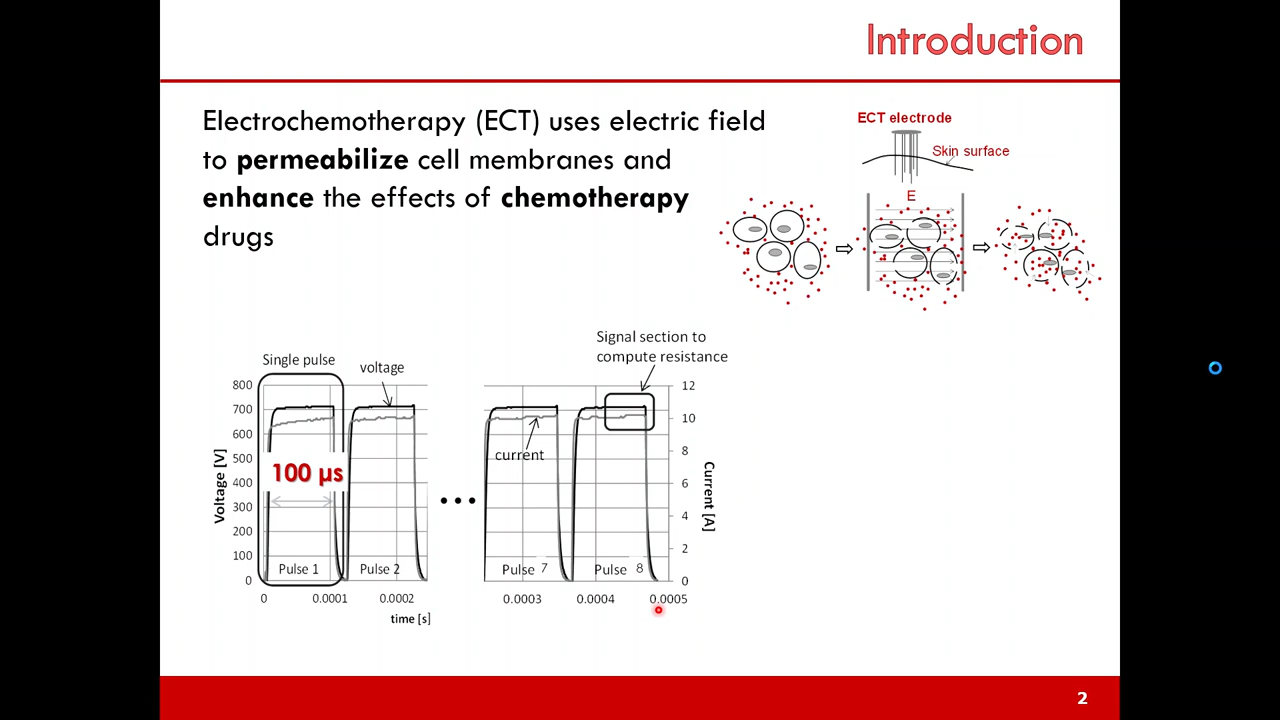 Introduction
Electrochemotherapy (ECT) uses electric field
to permeabilize cell membranes and
enhance the effects of chemotherapy
drugs
ECT electrode
Skin surface
E
Signal section to
compute resistance
Single pulse
voltage
800
700
600
500
400
300
200
100
0
Voltage [V]
100 µs
current
Pulse 1
Pulse 2
Pulse 7
Pulse 8
12
10
8
6
4
2
0
Current [A]
0
0.0001
0.0002
0.0003
0.0004
0.0005
time [s]
2